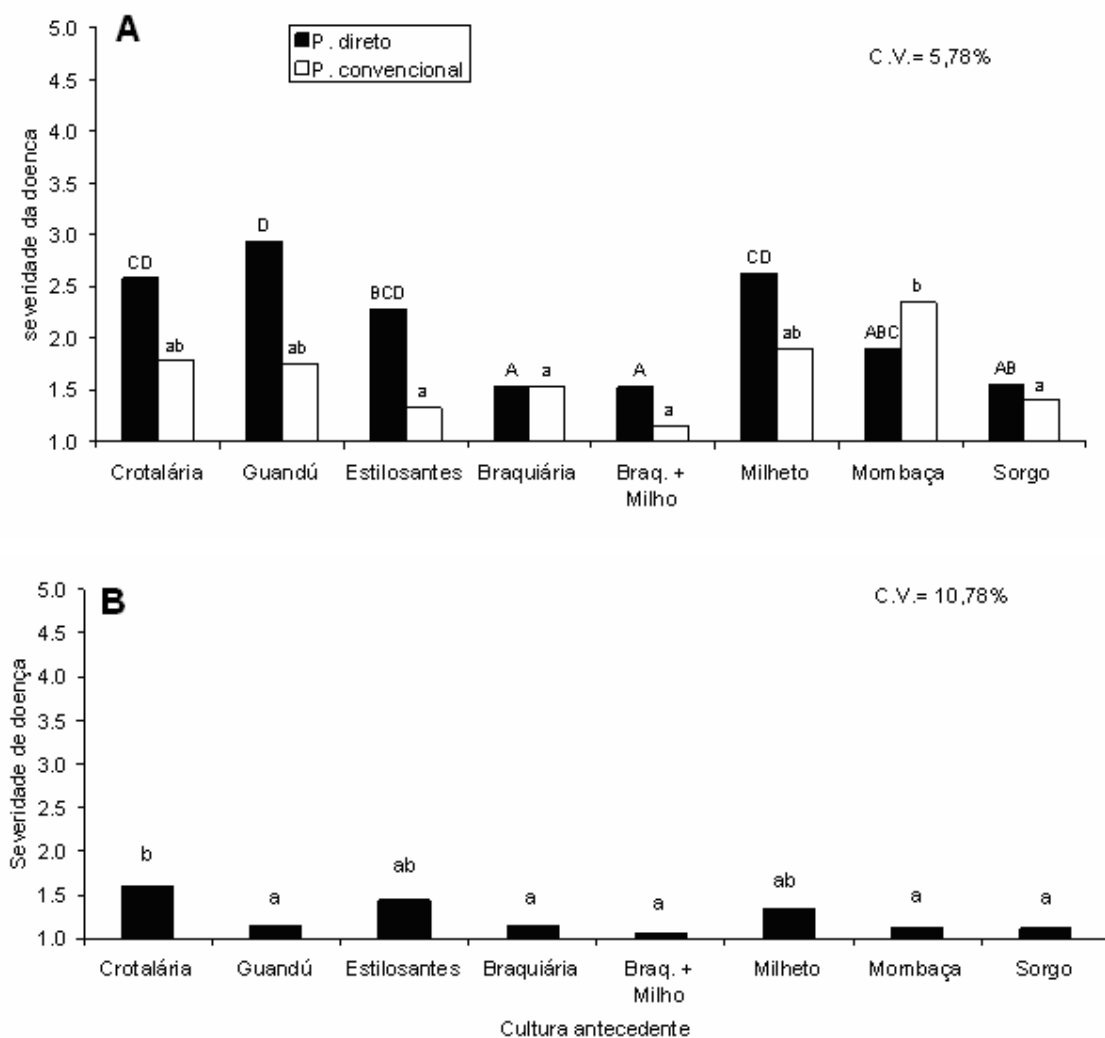 A
P. direto
P. convencional
C.V.= 5,78%
severidade da doenca
5.0
4.5
4.0
3.5
3.0
2.5
2.0
1.5
1.0
CD
ab
D
ab
BCD
a
A
a
A
a
CD
ab
ABC
b
AB
a
Crotalária
Guandú
Estilosantes
Braquiária
Braq. +
Milho
Milheto
Mombaça
Sorgo
B
C.V.= 10,78%
Severidade de doença
5.0
4.5
4.0
3.5
3.0
2.5
2.0
1.5
1.0
b
a
ab
a
a
ab
a
a
Crotalária
Guandú
Estilosantes
Braquiária
Braq. +
Milho
Milheto
Mombaça
Sorgo
Cultura antecedente